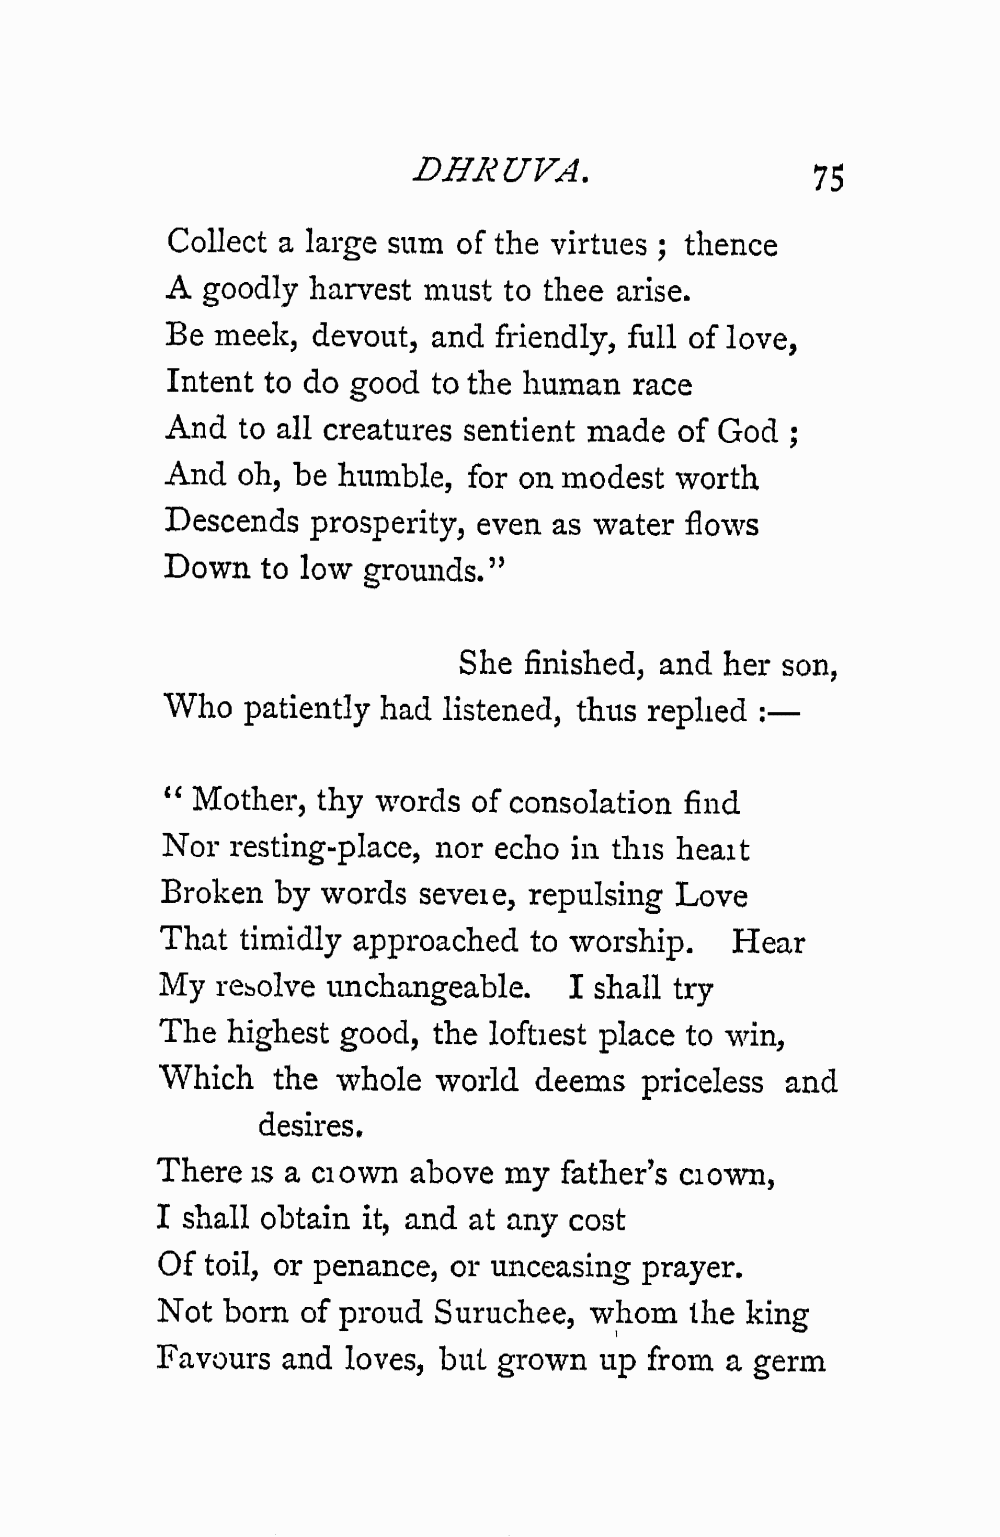 DHRUVA. 75
Collect a large sum of the virtues ; thence
A goodly harvest must to thee arise.
Be meek, devout, and friendly, full of love,
Intent to do good to the human race
And to all creatures sentient made of God ;
And oh, be humble, for on modest worth
Descends prosperity, even as water flows
Down to low grounds."
She finished, and her son,
Who patiently had listened, thus replied :—
" Mother, thy words of consolation find
Nor resting-place, nor echo in this heart
Broken by words severe, repulsing Love
That timidly approached to worship. Hear
My resolve unchangeable. I shall try
The highest good, the loftiest place to win,
Which the whole world deems priceless and
desires.
There is a crown above my father's crown,
I shall obtain it, and at any cost
Of toil, or penance, or unceasing prayer.
Not born of proud Suruchee, whom the king
Favours and loves, but grown up from a germ